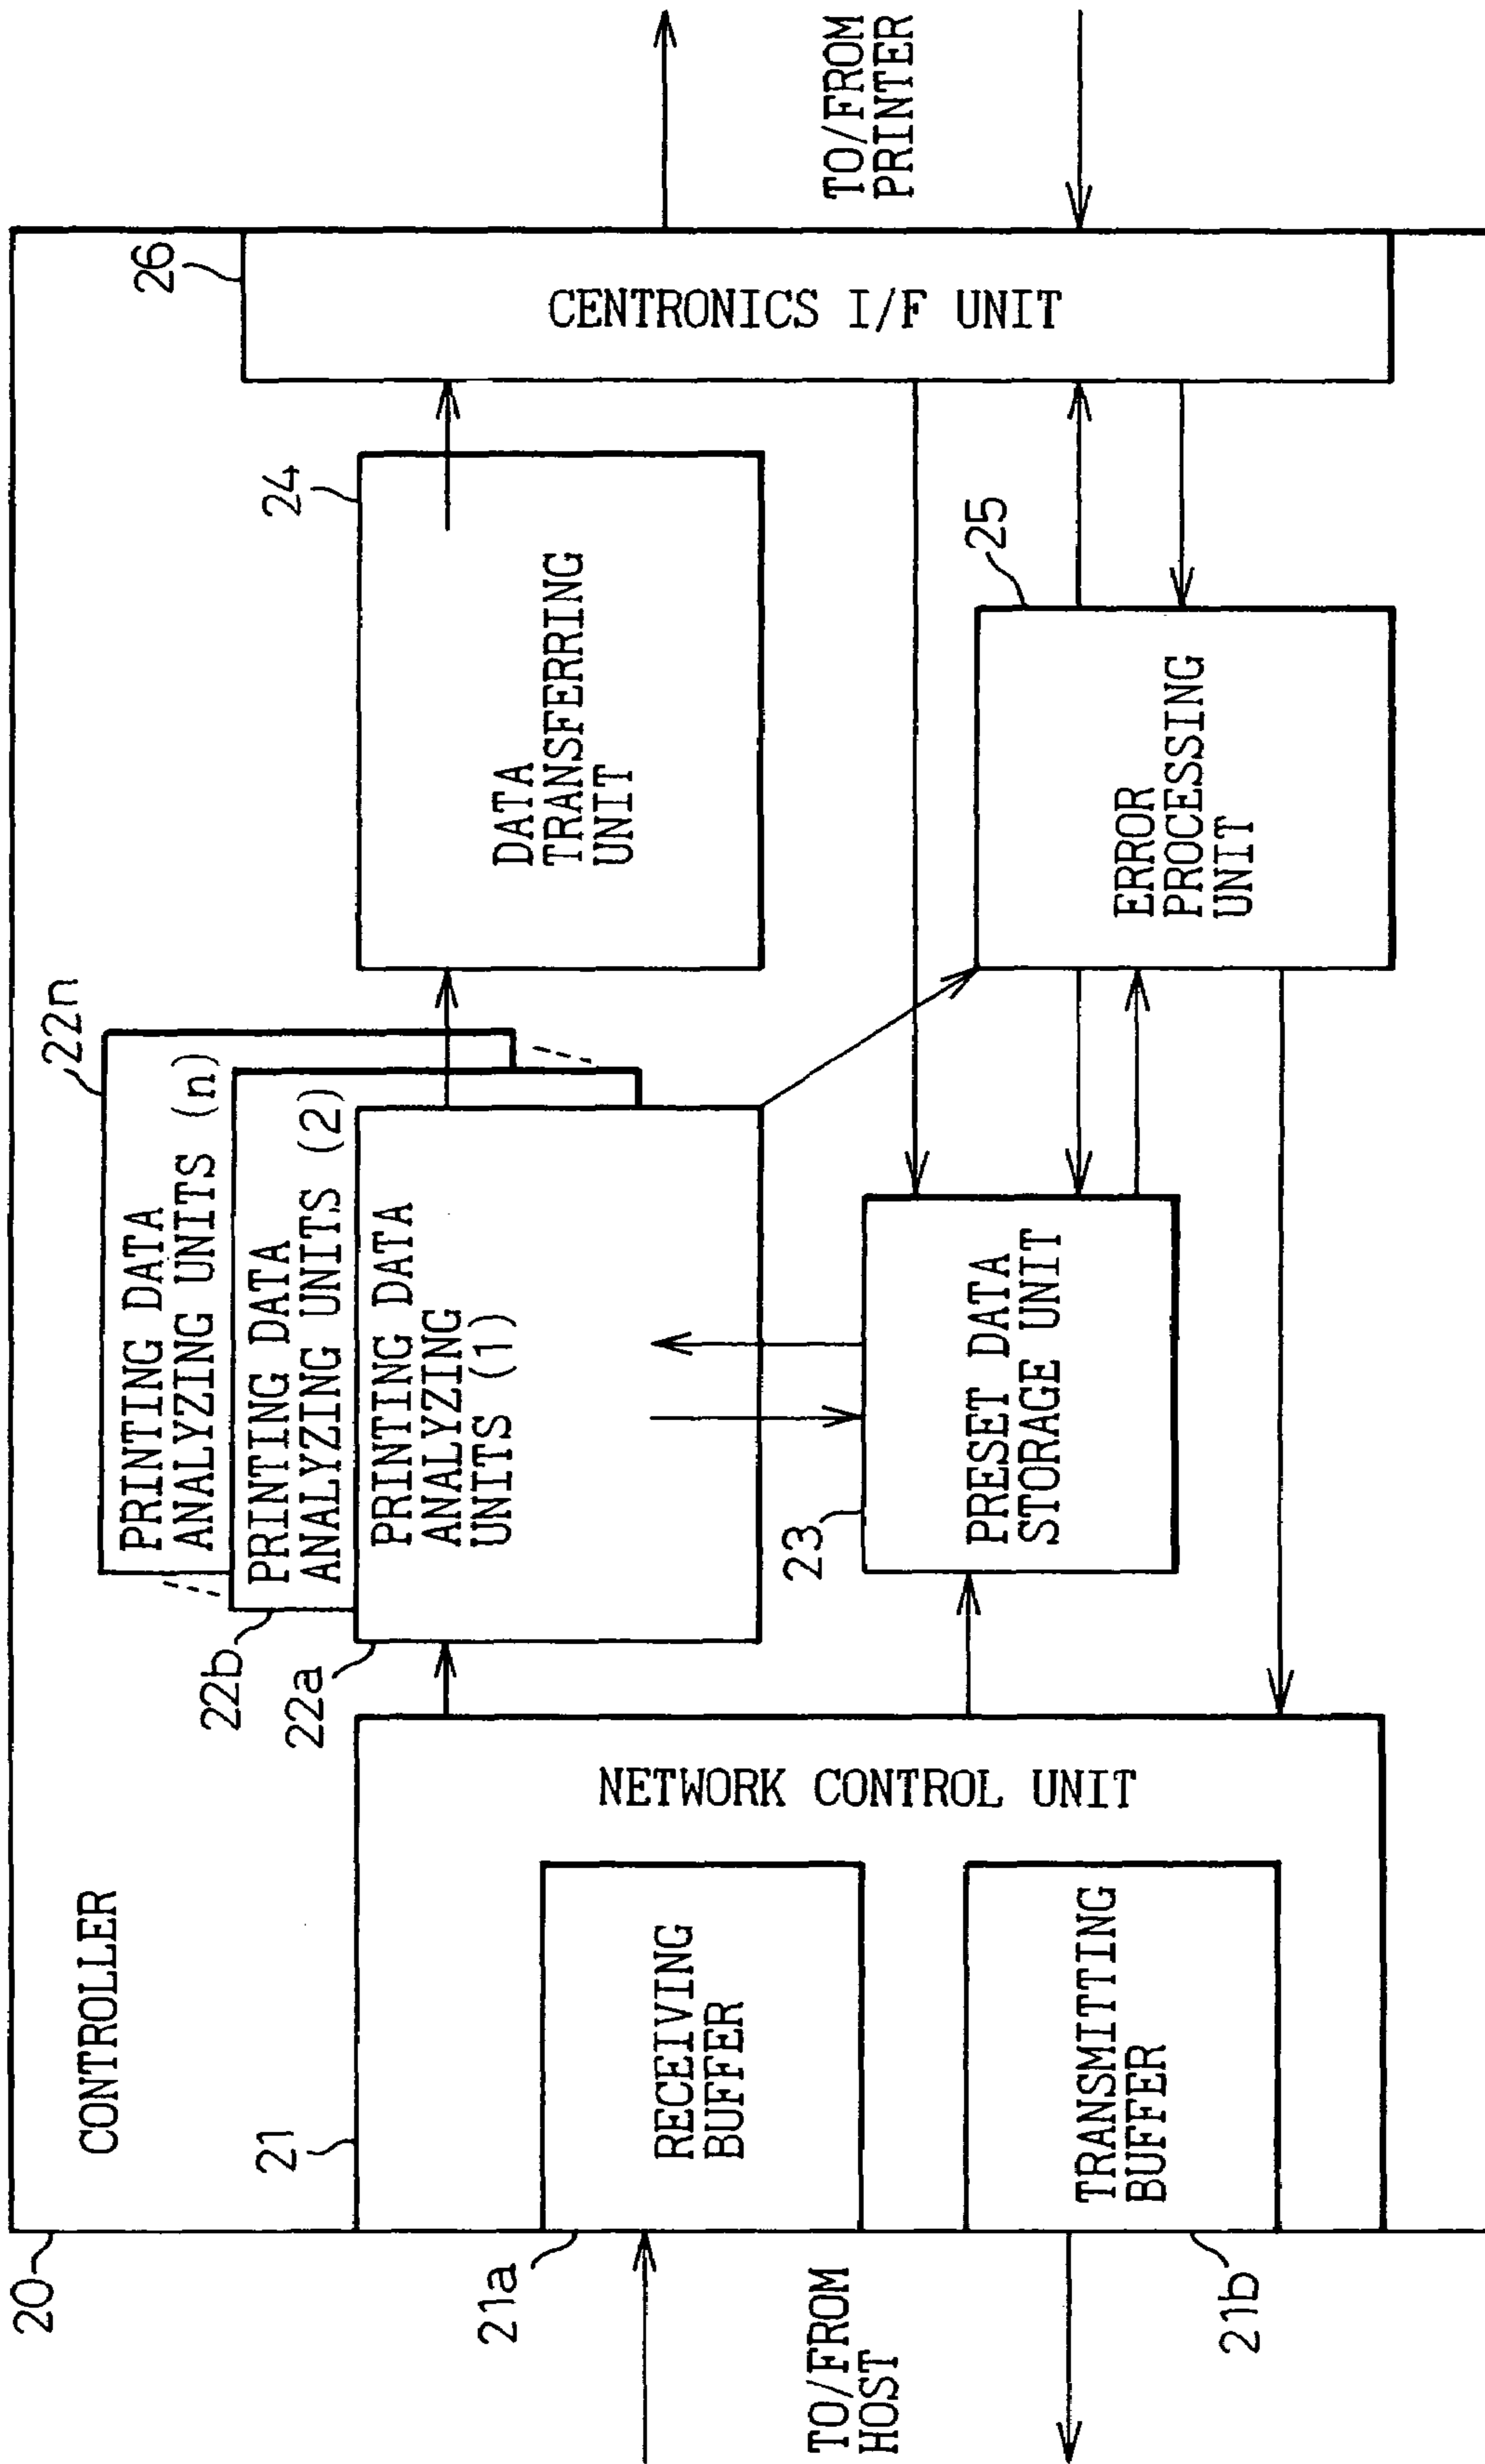 20
CONTROLLER
21
NETWORK CONTROL UNIT
21a
RECEIVING
BUFFER
TRANSMITTING
BUFFER
21b
TO/FROM
HOST
22n
PRINTING DATA
ANALYZING UNITS (n)
22b
PRINTING DATA
ANALYZING UNITS (2)
22a
PRINTING DATA
ANALYZING
UNITS (1)
23
PRESET DATA
STORAGE UNIT
24
DATA
TRANSFERRING
UNIT
25
ERROR
PROCESSING
UNIT
26
CENTRONICS I/F UNIT
TO/FROM
PRINTER